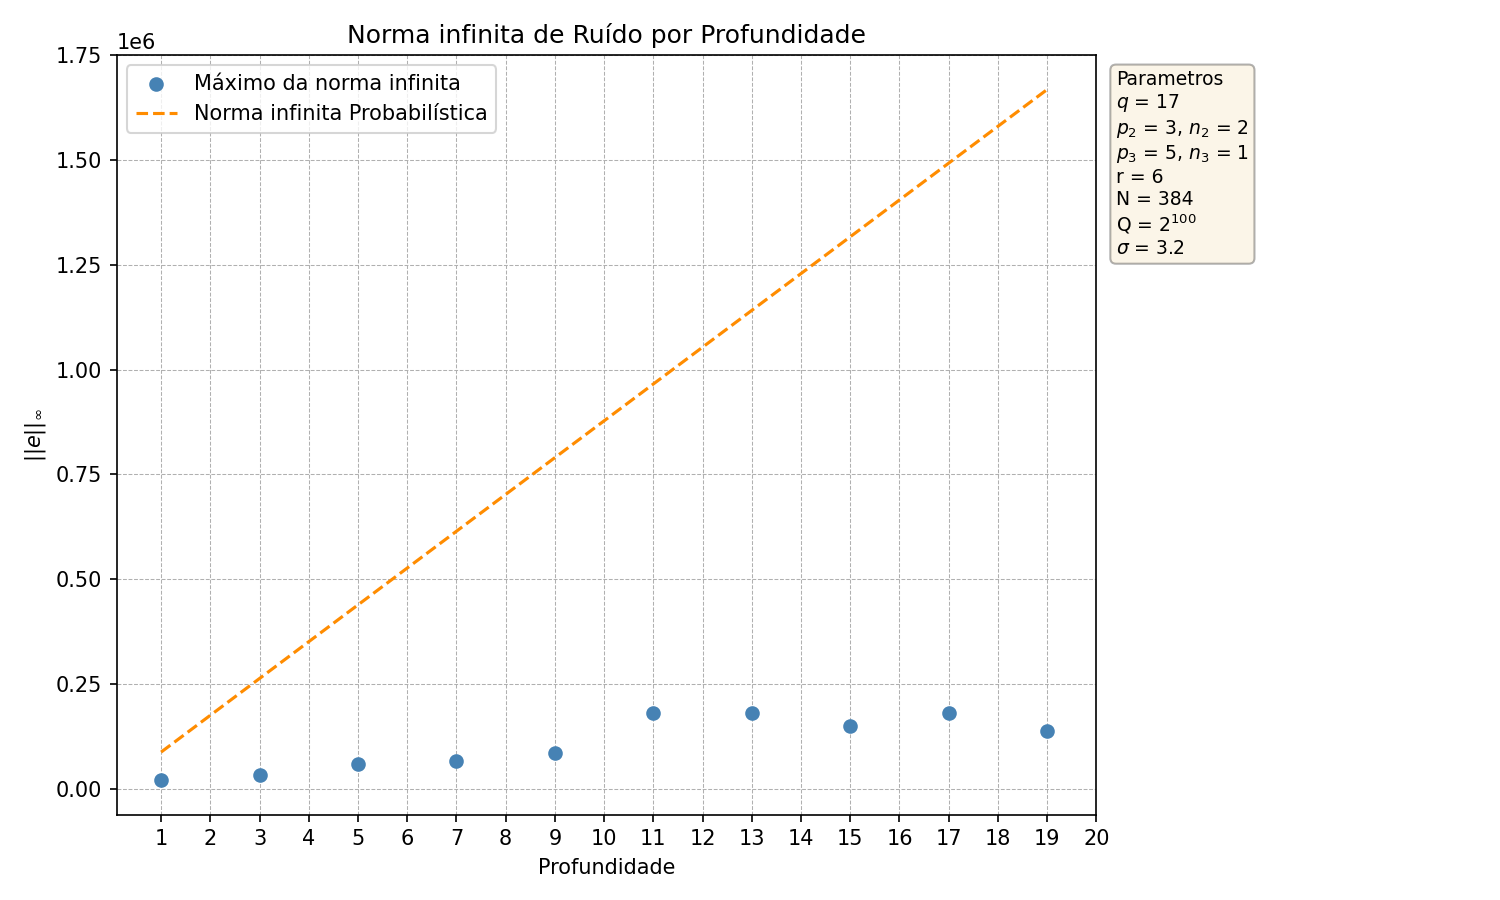 Norma infinita de Ruído por Profundidade
1e6
1.75
1.50
1.25
1.00
0.75
0.50
0.25
0.00
||e||∞
Máximo da norma infinita
Norma infinita Probabilística
1 2 3 4 5 6 7 8 9 10 11 12 13 14 15 16 17 18 19 20
Profundidade
Parametros
q = 17
p₂ = 3, n₂ = 2
p₃ = 5, n₃ = 1
r = 6
N = 384
Q = 2¹⁰⁰
σ = 3.2